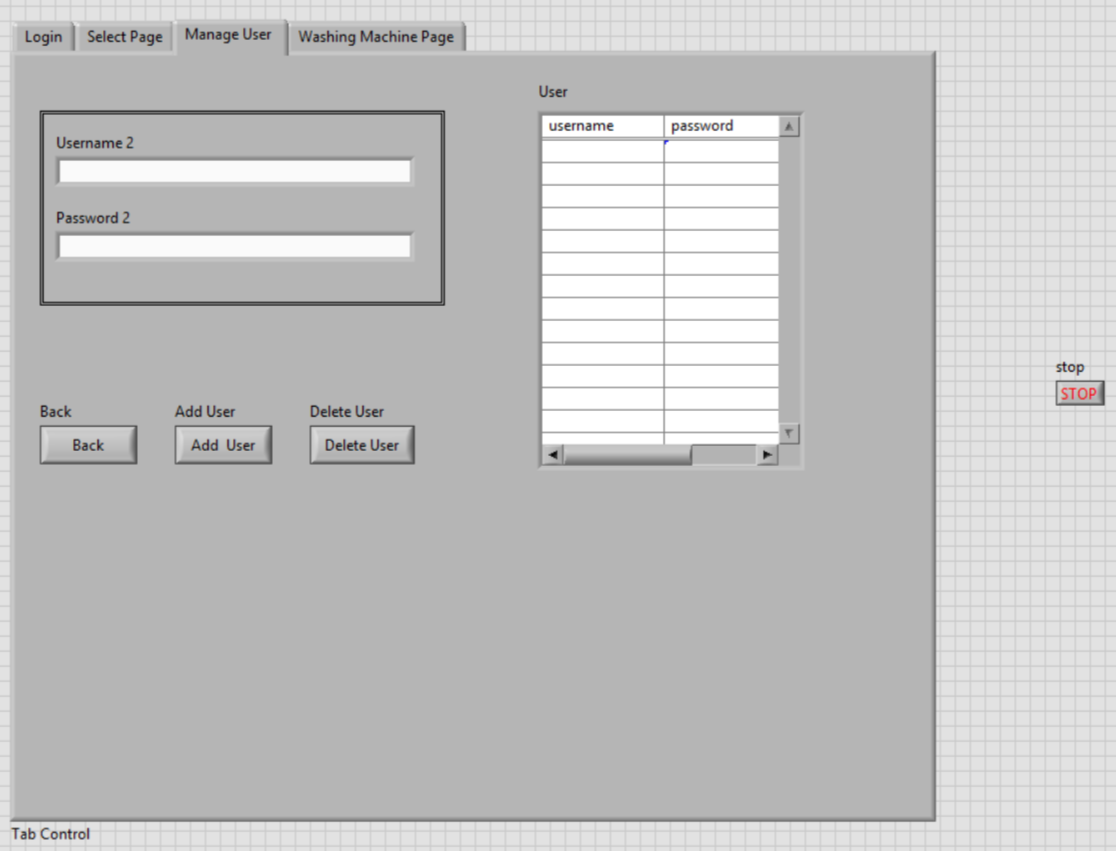 Login Select Page Manage User Washing Machine Page
User
username password
Username 2
Password 2
stop
STOP
Back Add User Delete User
Back Add User Delete User
Tab Control